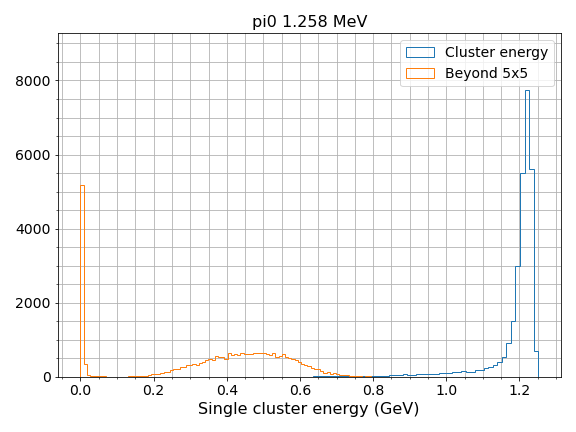 pi0 1.258 MeV
Cluster energy
Beyond 5x5
8000
6000
4000
2000
0
0.0 0.2 0.4 0.6 0.8 1.0 1.2
Single cluster energy (GeV)